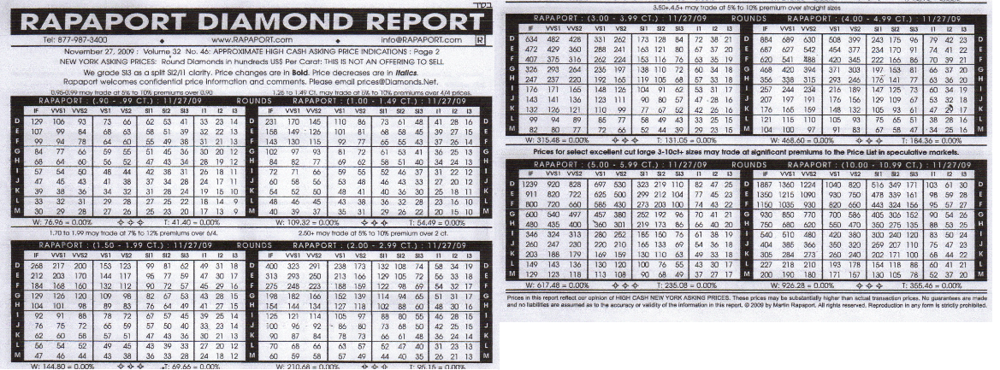 בסד
RAPAPORT DIAMOND REPORT
Tel: 877-987-3400 ◆ www.RAPAPORT.com ◆ info@RAPAPORT.com
November 27, 2009 : Volume 32 No. 46: APPROXIMATE HIGH CASH ASKING PRICE INDICATIONS : Page 2
NEW YORK ASKING PRICES: Round Diamonds in hundreds US$ Per Carat: THIS IS NOT AN OFFERING TO SELL
We grade SI3 as a split SI2/I1 clarity. Price changes are in Bold. Price decreases are in Italics.
Rapaport welcomes confidential price information and comments. Please email prices@Diamonds.Net.
0.95-0.99 may trade at 5% to 10% premiums over 0.90 1.25 to 1.49 Ct. may trade at 5% to 10% premiums over 4/4 prices.
RAPAPORT : (.90 - .99 CT.) : 11/27/09 ROUNDS RAPAPORT : (1.00 - 1.49 CT.) : 11/27/09
IF VVS1 VVS2 VS1 VS2 SI1 SI2 SI3 I1 I2 I3 IF VVS1 VVS2 VS1 VS2 SI1 SI2 SI3 I1 I2 I3
D 129 106 93 73 66 62 53 41 33 23 14 D 231 170 145 110 86 73 61 48 41 28 16
E 107 99 84 68 58 51 39 32 22 13 E 158 149 126 101 81 68 58 45 39 27 15
F 99 94 78 64 60 55 49 38 31 21 13 F 143 130 115 92 77 65 55 43 37 26 14
G 84 77 66 59 55 51 45 36 30 20 12 G 102 97 93 81 72 61 53 41 36 25 13
H 68 64 60 56 52 47 43 34 28 19 12 H 84 82 77 69 62 58 51 40 34 24 13
I 57 54 50 48 44 42 38 31 26 18 11 I 72 71 66 59 55 52 46 37 31 22 12
J 47 45 43 41 38 37 34 28 24 17 11 J 60 58 56 53 48 46 43 33 27 20 12
K 39 38 36 34 32 31 28 24 19 15 10 K 54 52 50 48 41 40 36 30 25 18 11
L 33 32 31 28 27 25 22 18 14 9 L 48 46 45 43 38 36 32 28 23 16 10
M 30 29 28 27 26 25 23 20 17 13 9 M 40 39 37 35 31 29 26 22 20 15 10
W: 76.96 = 0.00% T: 41.40 = 0.00% W: 109.32 = 0.00% T: 54.49 = 0.00%
1.70 to 1.99 may trade at 7% to 12% premiums over 6/4. 2.50+ may trade at 5% to 10% premium over 2 ct.
RAPAPORT : (1.50 - 1.99 CT.) : 11/27/09 ROUNDS RAPAPORT : (2.00 - 2.99 CT.) : 11/27/09
IF VVS1 VVS2 VS1 VS2 SI1 SI2 SI3 I1 I2 I3 IF VVS1 VVS2 VS1 VS2 SI1 SI2 SI3 I1 I2 I3
D 268 217 200 153 123 99 81 62 49 31 18 D 400 323 291 238 173 132 108 74 58 34 19
E 212 203 170 144 117 95 77 59 47 30 17 E 313 293 250 213 166 129 105 72 56 33 18
F 184 168 160 132 112 90 72 57 45 29 16 F 275 248 223 188 159 122 98 69 54 32 17
G 129 126 120 109 98 82 67 53 43 28 15 G 198 182 166 152 139 114 94 65 51 31 17
H 104 101 98 89 83 76 64 49 41 27 15 H 154 144 134 127 118 102 88 60 48 30 16
I 92 91 88 78 72 67 57 45 39 25 14 I 125 121 114 105 97 88 80 55 46 28 15
J 76 75 72 66 59 57 50 40 33 23 14 J 100 96 92 86 80 73 68 50 42 25 15
K 62 60 58 57 51 47 43 36 30 21 13 K 90 87 84 78 73 66 61 48 36 24 14
L 56 54 52 49 45 43 39 33 27 20 12 L 70 68 66 63 57 52 47 40 31 23 13
M 47 46 44 43 38 36 33 28 24 18 12 M 60 59 58 57 49 44 40 35 26 21 13
W: 144.80 = 0.00% T: 69.66 = 0.00% W: 210.68 = 0.00% T: 95.15 = 0.00%
3.50+,4.5+ may trade at 5% to 10% premium over straight sizes
RAPAPORT : (3.00 - 3.99 CT.) : 11/27/09 ROUNDS RAPAPORT : (4.00 - 4.99 CT.) : 11/27/09
IF VVS1 VVS2 VS1 VS2 SI1 SI2 SI3 I1 I2 I3 IF VVS1 VVS2 VS1 VS2 SI1 SI2 SI3 I1 I2 I3
D 634 482 428 331 262 173 128 84 72 38 21 D 884 689 630 508 399 243 175 96 79 42 23
E 472 429 360 288 241 163 121 80 67 37 20 E 687 627 542 454 377 234 170 91 74 41 22
F 407 375 316 262 224 153 116 76 63 35 19 F 620 541 488 420 345 222 166 86 70 39 21
G 326 293 264 235 197 138 110 72 34 18 G 468 420 394 371 303 197 153 81 66 37 20
H 247 237 220 192 165 119 105 68 57 33 18 H 356 338 315 293 246 176 141 77 63 36 20
I 176 171 165 148 126 104 91 62 53 31 17 I 257 244 234 216 189 147 125 73 60 34 19
J 143 141 136 123 111 90 80 57 47 28 16 J 207 197 191 176 156 129 109 67 53 32 18
K 132 126 121 110 99 77 67 52 42 26 16 K 176 165 159 148 132 105 93 61 47 17
L 92 86 77 58 49 43 33 25 15 L 121 115 110 105 93 75 65 51 38 28 16
M 82 80 77 72 66 52 44 39 29 23 15 M 104 100 97 91 83 67 58 47 34 25 16
W: 315.48 = 0.00% T: 131.05 = 0.00% W: 468.60 = 0.00% T: 184.36 = 0.00%
Prices for select excellent cut large 3-10ct+ sizes may trade at significant premiums to the Price List in speculative markets.
RAPAPORT : (5.00 - 5.99 CT.) : 11/27/09 ROUNDS RAPAPORT : (10.00 - 10.99 CT.) : 11/27/09
IF VVS1 VVS2 VS1 VS2 SI1 SI2 SI3 I1 I2 I3 IF VVS1 VVS2 VS1 VS2 SI1 SI2 SI3 I1 I2 I3
D 1239 920 828 697 530 323 219 110 82 47 25 D 1887 1360 1224 1040 820 516 349 171 103 61 30
E 911 820 722 625 500 299 212 104 77 45 23 E 1350 1215 1090 930 750 478 339 161 98 59 28
F 800 720 660 585 430 273 203 100 74 43 22 F 1150 1035 930 820 650 443 324 156 95 57 27
G 600 540 497 457 380 252 192 96 70 41 21 G 930 850 770 700 586 405 306 152 90 54 26
H 480 435 400 301 219 173 86 66 40 20 H 750 680 620 550 470 350 275 135 88 53 25
I 346 324 313 280 252 185 150 76 61 38 19 I 540 510 480 420 380 300 240 120 83 50 24
J 260 247 230 220 210 165 133 69 54 36 18 J 404 385 366 350 320 259 207 110 75 47 23
K 203 188 179 169 159 130 110 63 49 33 18 K 305 284 273 260 240 202 171 100 68 44 22
L 149 143 136 130 120 100 76 55 43 30 17 L 227 218 210 193 178 154 118 88 60 41 21
M 129 123 118 113 108 68 49 37 27 17 M 200 190 180 157 130 105 78 52 37 20
W: 617.48 = 0.00% T: 235.08 = 0.00% W: 926.28 = 0.00% T: 355.46 = 0.00%
Prices in this report reflect our opinion of HIGH CASH NEW YORK ASKING PRICES. These prices may be substantially higher than actual transaction prices. No guarantees are made
and no liabilities are assumed as to the accuracy or validity of the information in this report. © 2009 by Martin Rapaport. All rights reserved. Reproduction in any form is strictly prohibited.